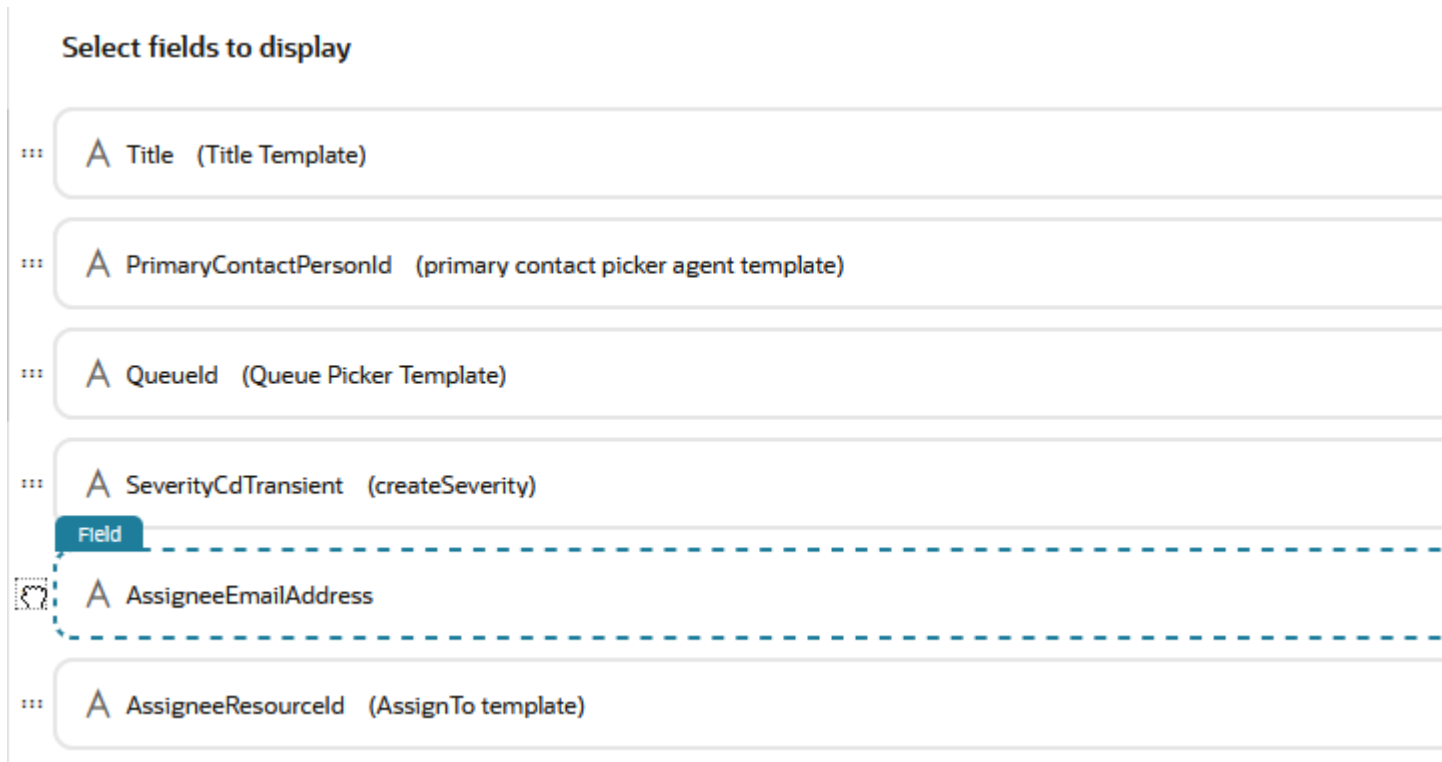 Select fields to display
A Title (Title Template)
A PrimaryContactPersonId (primary contact picker agent template)
A QueueId (Queue Picker Template)
A SeverityCdTransient (createSeverity)
Field
A AssigneeEmailAddress
A AssigneeResourceId (AssignTo template)